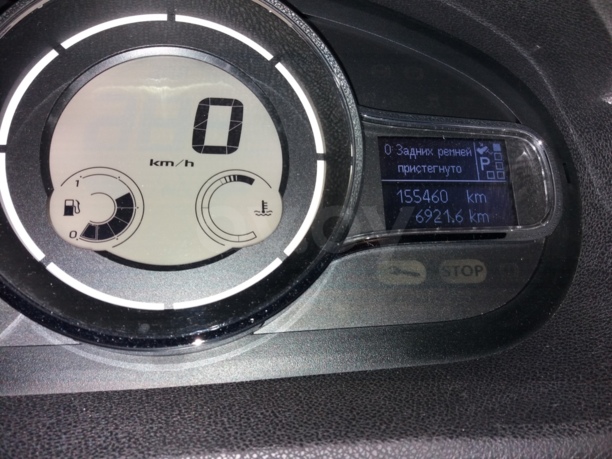 0
km/h
1
0
0 Задних ремней
пристегнуто
P
155460 km
6921.6 km
STOP